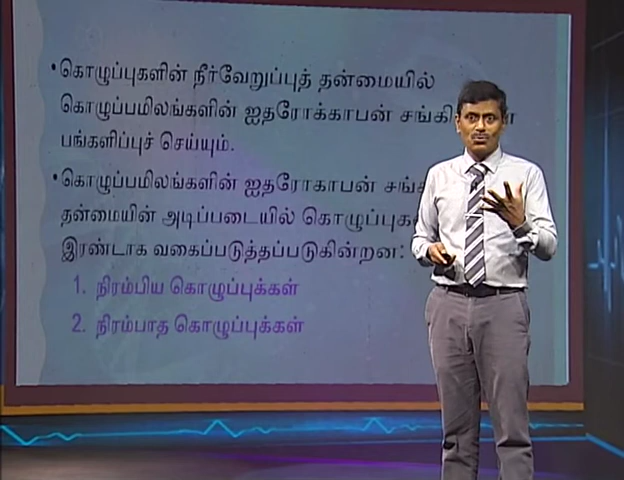 • கொழுப்புகளின் நீர்வேறுப்புத் தன்மையில்
கொழுப்பமிலங்களின் ஐதரோக்காபன்
பங்களிப்புச் செய்யும்.
• கொழுப்பமிலங்களின் ஐதரோகாபன்
தன்மையின் அடிப்படையில்
இரண்டாக வகைப்படுத்தப்படுகின்றன:
1. நிரம்பிய கொழுப்புக்கள்
2. நிரம்பாத கொழுப்புக்கள்